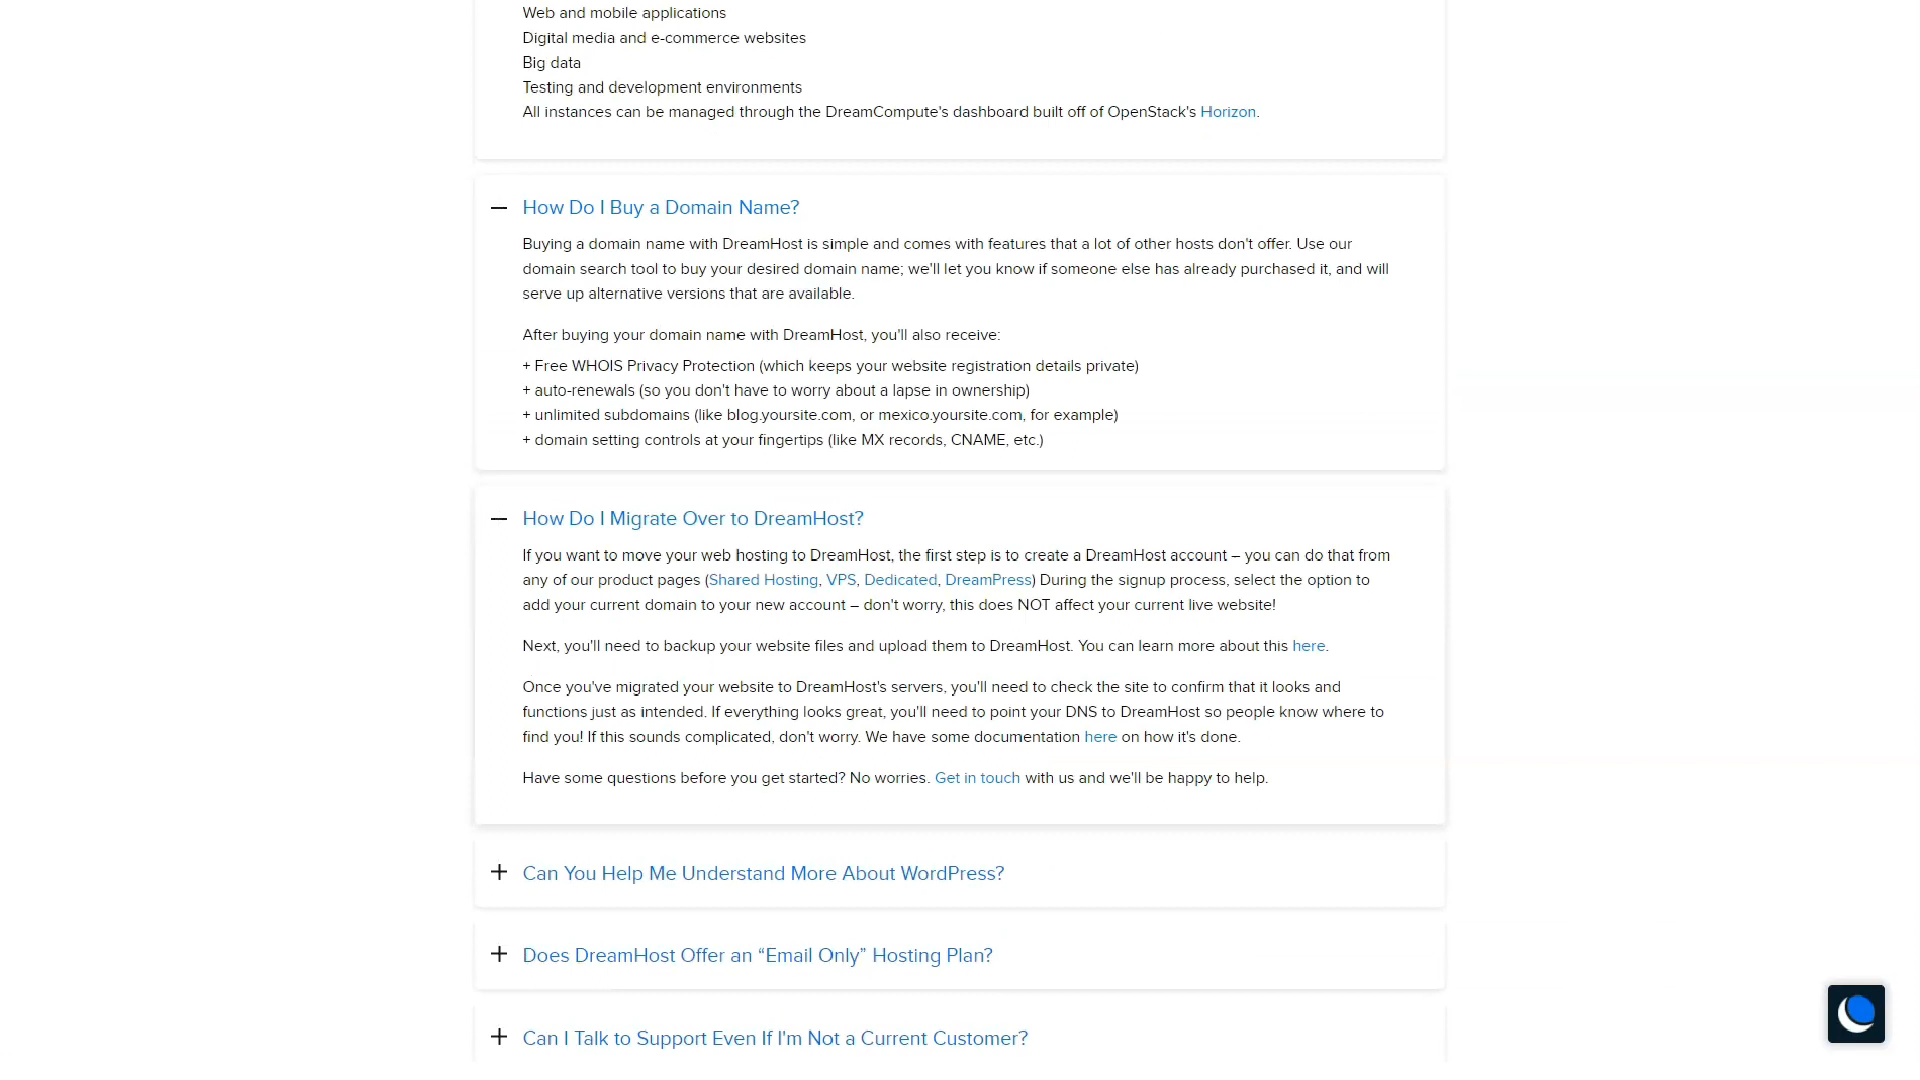 Web and mobile applications
Digital media and e-commerce websites
Big data
Testing and development environments
All instances can be managed through the DreamCompute's dashboard built off of OpenStack's Horizon.
How Do I Buy a Domain Name?
Buying a domain name with DreamHost is simple and comes with features that a lot of other hosts don't offer. Use our
domain search tool to buy your desired domain name; we'll let you know if someone else has already purchased it, and will
serve up alternative versions that are available.
After buying your domain name with DreamHost, you'll also receive:
+ Free WHOIS Privacy Protection (which keeps your website registration details private)
+ auto-renewals (so you don't have to worry about a lapse in ownership)
+ unlimited subdomains (like blog.yoursite.com, or mexico.yoursite.com, for example)
+ domain setting controls at your fingertips (like MX records, CNAME, etc.)
How Do I Migrate Over to DreamHost?
If you want to move your web hosting to DreamHost, the first step is to create a DreamHost account – you can do that from
any of our product pages (Shared Hosting, VPS, Dedicated, DreamPress) During the signup process, select the option to
add your current domain to your new account – don't worry, this does NOT affect your current live website!
Next, you'll need to backup your website files and upload them to DreamHost. You can learn more about this here.
Once you've migrated your website to DreamHost's servers, you'll need to check the site to confirm that it looks and
functions just as intended. If everything looks great, you'll need to point your DNS to DreamHost so people know where to
find you! If this sounds complicated, don't worry. We have some documentation here on how it's done.
Have some questions before you get started? No worries. Get in touch with us and we'll be happy to help.
Can You Help Me Understand More About WordPress?
Does DreamHost Offer an “Email Only” Hosting Plan?
Can I Talk to Support Even If I'm Not a Current Customer?